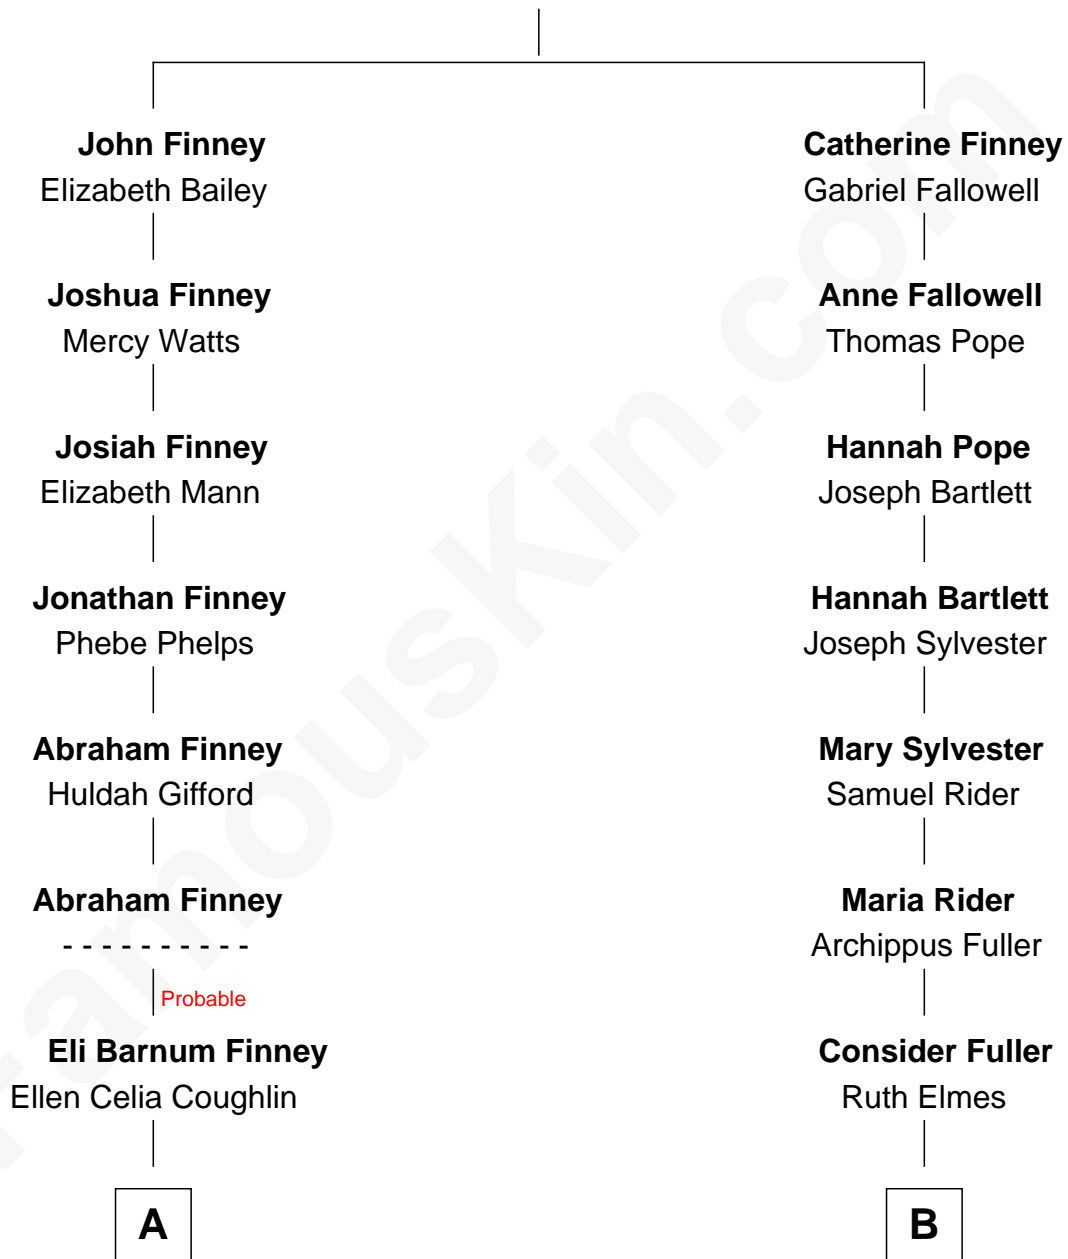 John Finney
Elizabeth Bailey
Joshua Finney
Mercy Watts
Josiah Finney
Elizabeth Mann
Jonathan Finney
Phebe Phelps
Abraham Finney
Huldah Gifford
Abraham Finney
- - - - - - - - - -
Probable
Eli Barnum Finney
Ellen Celia Coughlin
A
Catherine Finney
Gabriel Fallowell
Anne Fallowell
Thomas Pope
Hannah Pope
Joseph Bartlett
Hannah Bartlett
Joseph Sylvester
Mary Sylvester
Samuel Rider
Maria Rider
Archippus Fuller
Consider Fuller
Ruth Elmes
B
FamousKin.com